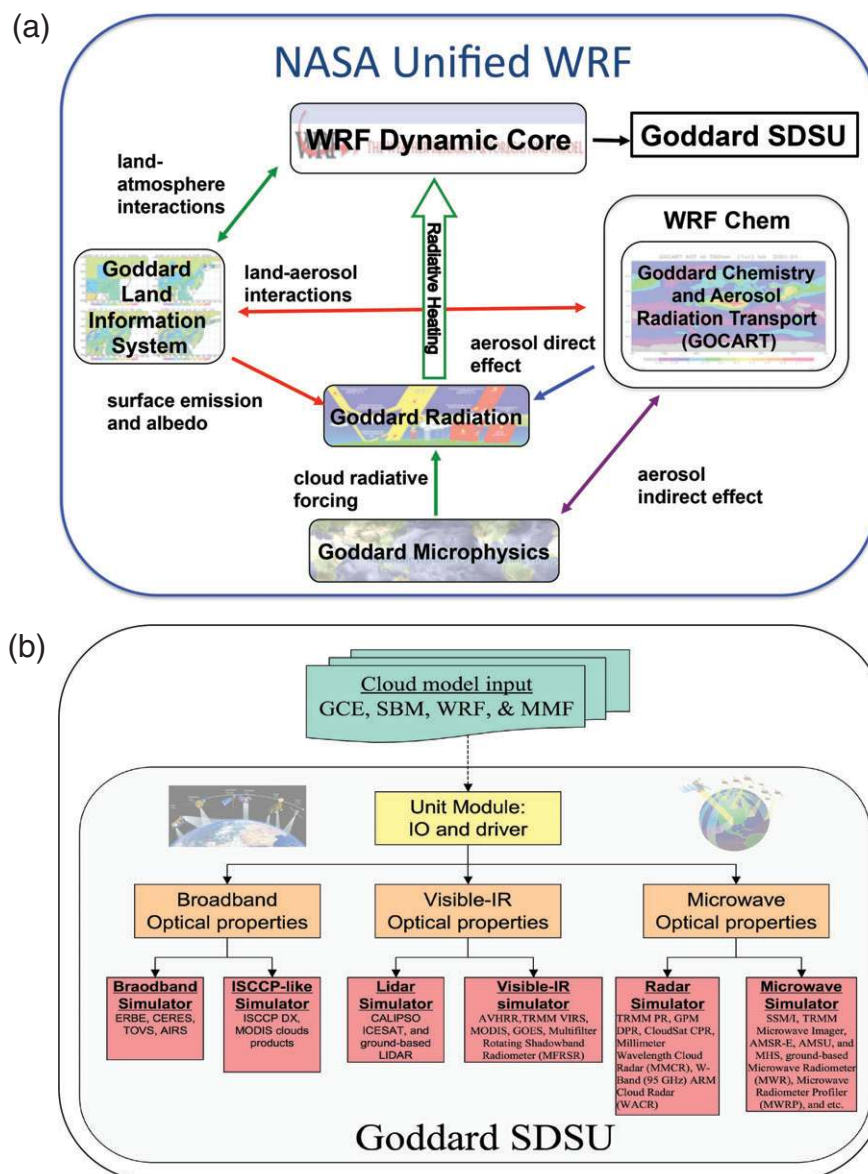 (a)
NASA Unified WRF
WRF Dynamic Core
Goddard SDSU
land-
atmosphere
interactions
WRF Chem
Goddard
Land
Information
System
land-aerosol
interactions
Radiative Heating
Goddard Chemistry
and Aerosol
Radiation Transport
(GOCART)
aerosol direct
effect
surface emission
and albedo
Goddard Radiation
cloud radiative
forcing
aerosol
indirect effect
Goddard Microphysics
(b)
Cloud model input
GCE, SBM, WRF, & MMF
Unit Module:
IO and driver
Broadband
Optical properties
Visible-IR
Optical properties
Microwave
Optical properties
Braodband
Simulator
ERBE, CERES,
TOVS, AIRS
ISCCP-like
Simulator
ISCCP DX,
MODIS clouds
products
Lidar
Simulator
CALIPSO
ICESAT, and
ground-based
LIDAR
Visible-IR
simulator
AVHRR,TRMM VIRS,
MODIS, GOES, Multifilter
Rotating Shadowband
Radiometer (MFRSR)
Radar
Simulator
TRMM PR, GPM
DPR, CloudSat CPR,
Millimeter
Wavelength Cloud
Radar (MMCR), W-
Band (95 GHz) ARM
Cloud Radar
(WACR)
Microwave
Simulator
SSM/I, TRMM
Microwave Imager,
AMSR-E, AMSU, and
MHS, ground-based
Microwave Radiometer
(MWR), Microwave
Radiometer Profiler
(MWRP), and etc.
Goddard SDSU